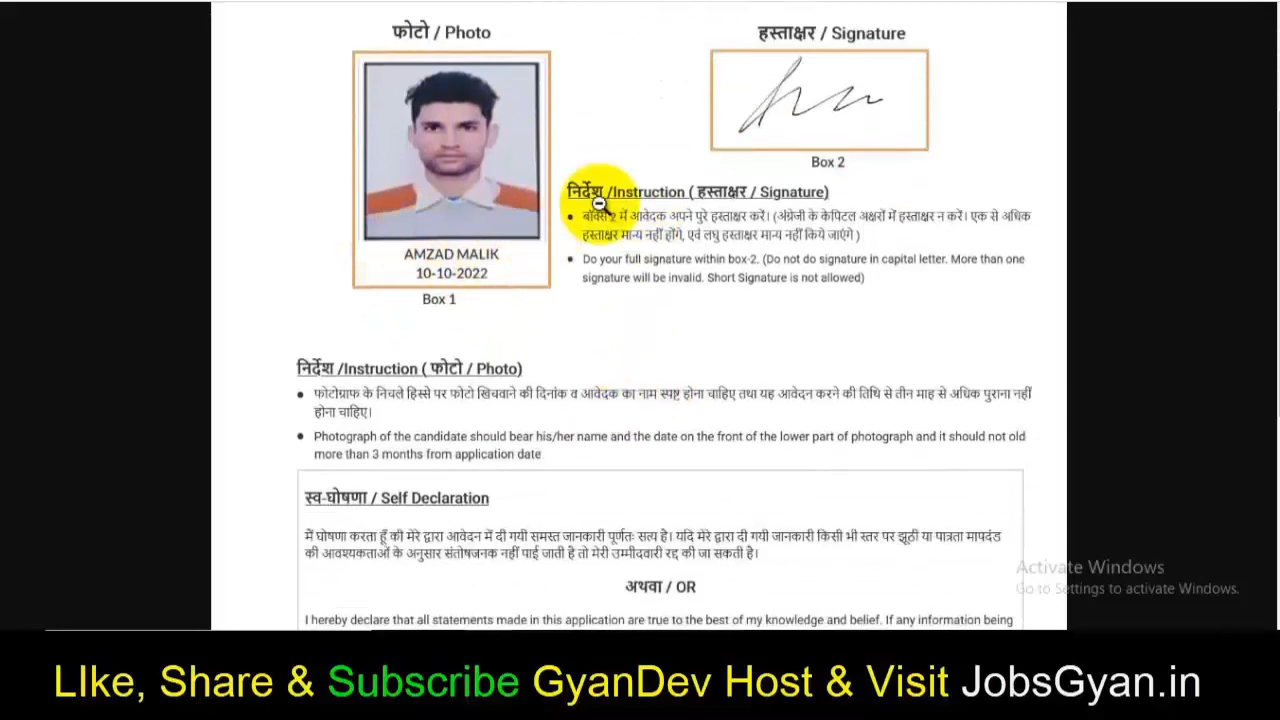 फोटो / Photo
हस्ताक्षर / Signature
AMZAD MALIK
10-10-2022
Box 1
Box 2
निर्देश /Instruction ( हस्ताक्षर / Signature)
बॉक्स 2 में आवेदक अपने पुरे हस्ताक्षर करें। (अंग्रेजी के केपिटल अक्षरों में हस्ताक्षर न करें। एक से अधिक
हस्ताक्षर मान्य नहीं होंगे, एवं लघु हस्ताक्षर मान्य नहीं किये जाएंगे )
Do your full signature within box-2. (Do not do signature in capital letter. More than one
signature will be invalid. Short Signature is not allowed)
निर्देश /Instruction ( फोटो / Photo)
फोटोग्राफ के निचले हिस्से पर फोटो खिचवाने की दिनांक व आवेदक का नाम स्पष्ट होना चाहिए तथा यह आवेदन करने की तिथि से तीन माह से अधिक पुराना नहीं
होना चाहिए।
Photograph of the candidate should bear his/her name and the date on the front of the lower part of photograph and it should not old
more than 3 months from application date
स्व-घोषणा / Self Declaration
मैं घोषणा करता हूँ की मेरे द्वारा आवेदन में दी गयी समस्त जानकारी पूर्णतः सत्य है। यदि मेरे द्वारा दी गयी जानकारी किसी भी स्तर पर झूठी या पात्रता मापदंड
की आवश्यकताओं के अनुसार संतोषजनक नहीं पाई जाती है तो मेरी उम्मीदवारी रद्द की जा सकती है।
अथवा / OR
I hereby declare that all statements made in this application are true to the best of my knowledge and belief. If any information being
Activate Windows
Go to Settings to activate Windows.
LIke, Share & Subscribe GyanDev Host & Visit JobsGyan.in